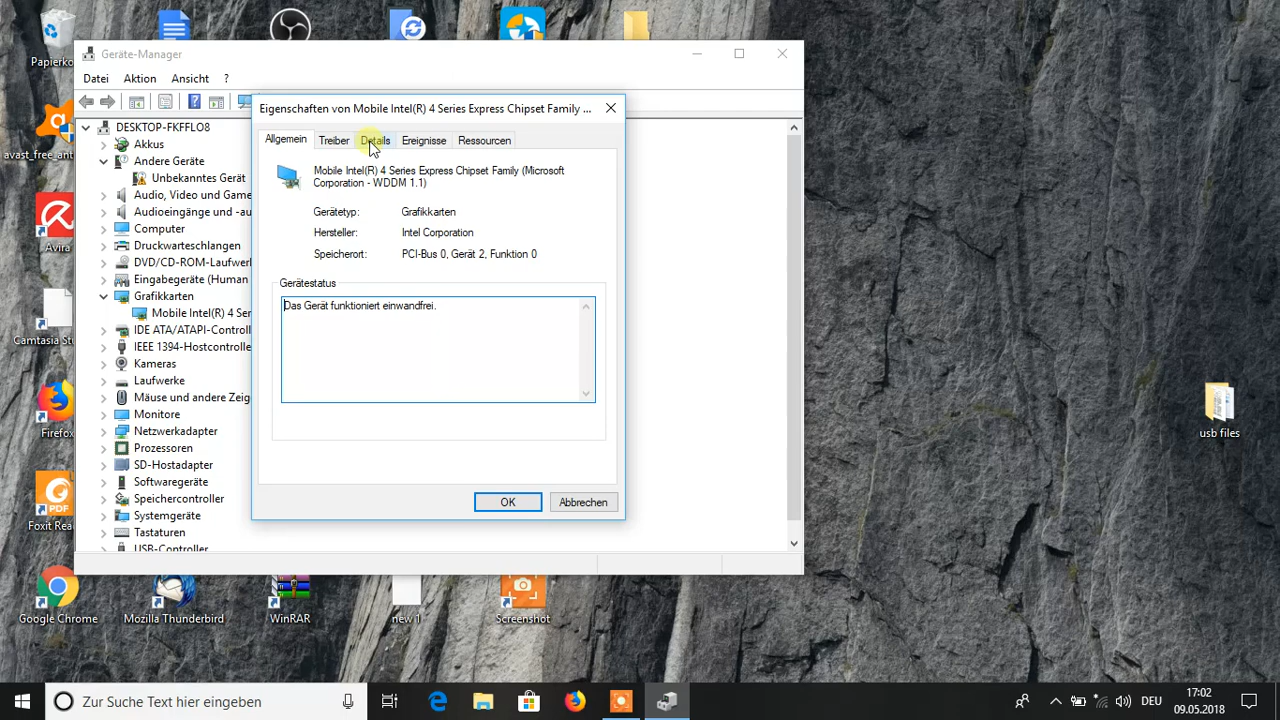 Papierko
Geräte-Manager
Datei Aktion Ansicht ?
DESKTOP-FKFFLO8
Akkus
Andere Geräte
Unbekanntes Gerät
Audio, Video und Game
Audioeingänge und -au
Computer
Druckwarteschlangen
DVD/CD-ROM-Laufwerk
Eingabegeräte (Human
Grafikkarten
Mobile Intel(R) 4 Ser
IDE ATA/ATAPI-Controll
IEEE 1394-Hostcontrolle
Kameras
Laufwerke
Mäuse und andere Zeig
Monitore
Netzwerkadapter
Prozessoren
SD-Hostadapter
Softwaregeräte
Speichercontroller
Systemgeräte
Tastaturen
USB-Controller
Eigenschaften von Mobile Intel(R) 4 Series Express Chipset Family ...
Allgemein Treiber Details Ereignisse Ressourcen
Mobile Intel(R) 4 Series Express Chipset Family (Microsoft
Corporation - WDDM 1.1)
Gerätetyp: Grafikkarten
Hersteller: Intel Corporation
Speicherort: PCI-Bus 0, Gerät 2, Funktion 0
Gerätestatus
Das Gerät funktioniert einwandfrei.
OK Abbrechen
avast_free_ant
Avira
Camtasia Stu
Firefox
PDF
Foxit Rea
usb files
Google Chrome
Mozilla Thunderbird
WinRAR
new 1
Screenshot
Zur Suche Text hier eingeben
DEU
17:02
09.05.2018